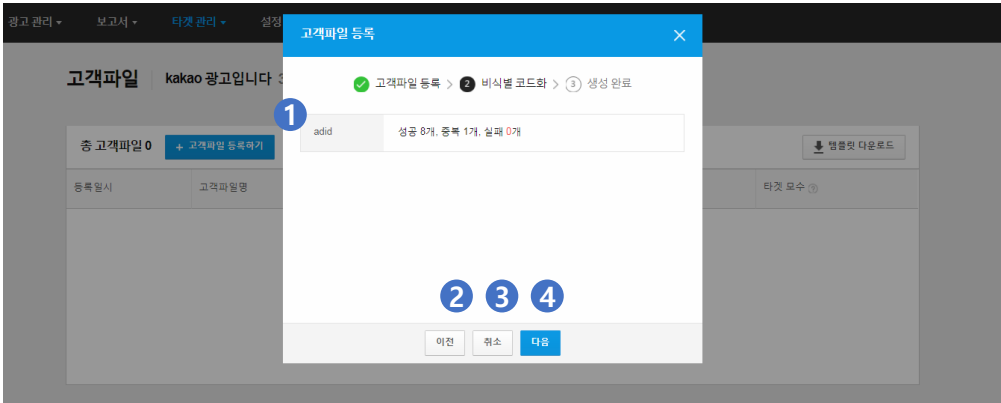 광고 관리 보고서 타겟 관리 설정
고객파일 등록
고객파일 kakao 광고입니다
고객파일 등록 > 2 비식별 코드화 > 3 생성 완료
1
adid 성공 8개, 중복 1개, 실패 0개
총 고객파일 0 + 고객파일 등록하기 템플릿 다운로드
등록일시 고객파일명 타겟 모수 ?
2 3 4
이전 취소 다음